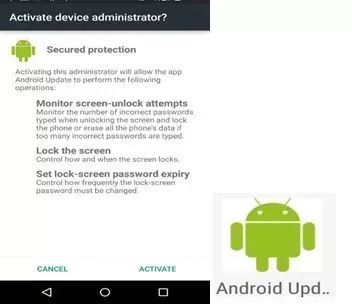 Activate device administrator?
Secured protection
Activating this administrator will allow the app
Android Update to perform the following
operations:
Monitor screen-unlock attempts
Monitor the number of incorrect passwords
typed when unlocking the screen and lock
the phone or erase all the phone's data if
too many incorrect passwords are typed.
Lock the screen
Control how and when the screen locks.
Set lock-screen password expiry
Control how frequently the lock-screen
password must be changed.
CANCEL
ACTIVATE
Android Upd..